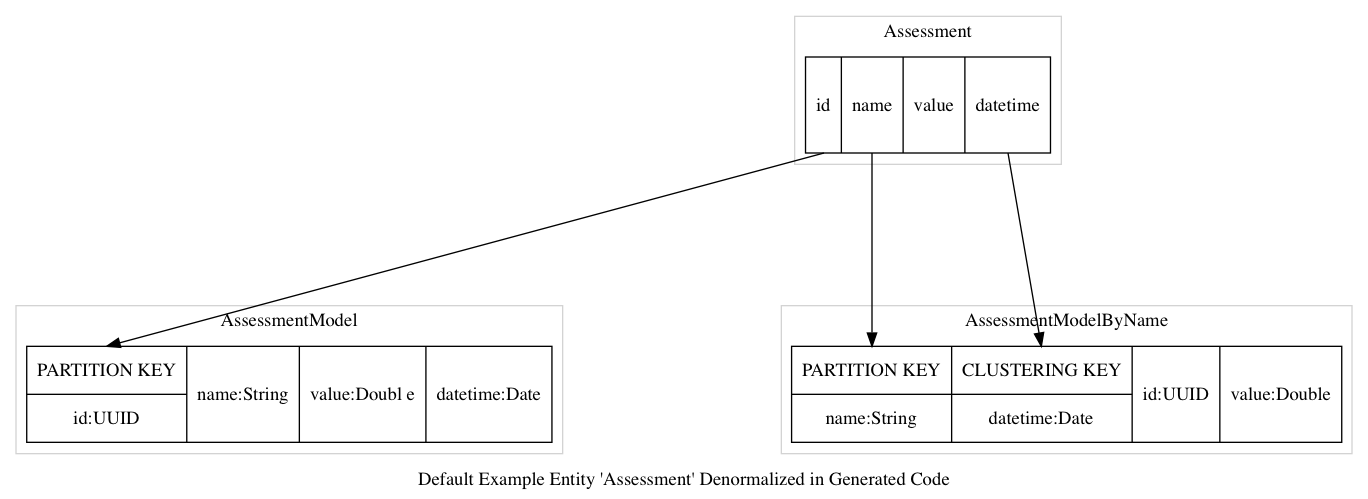 Assessment
id name value datetime
AssessmentModel
PARTITION KEY
id:UUID
name:String value:Doubl e datetime:Date
AssessmentModelByName
PARTITION KEY CLUSTERING KEY
name:String datetime:Date
id:UUID value:Double
Default Example Entity 'Assessment' Denormalized in Generated Code